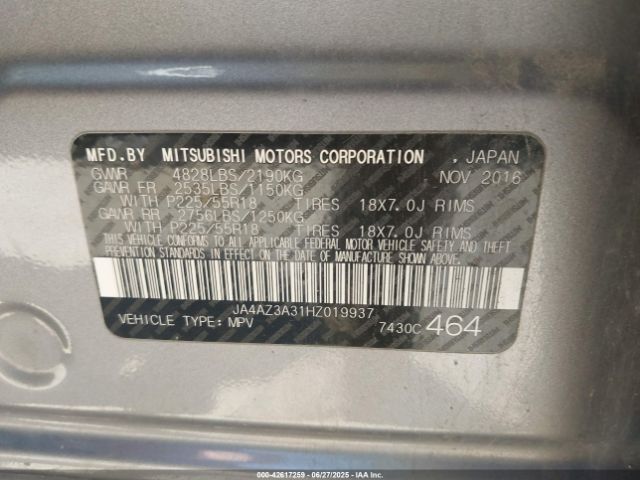 MFD.BY MITSUBISHI MOTORS CORPORATION , JAPAN
GVWR 4828LBS/2190KG NOV 2016
GAWR FR 2535LBS/1150KG
WITH P225/55R18 TIRES 18X7.0J RIMS
GAWR RR 2756LBS/1250KG
WITH P225/55R18 TIRES 18X7.0J RIMS
THIS VEHICLE CONFORMS TO ALL APPLICABLE FEDERAL MOTOR VEHICLE SAFETY AND THEFT
PREVENTION STANDARDS IN EFFECT ON THE DATE OF MANUFACTURE SHOWN ABOVE.
JA4AZ3A31HZ019937
VEHICLE TYPE: MPV 7430C 464
000-42617259 - 06/27/2025 - IAAI.COM